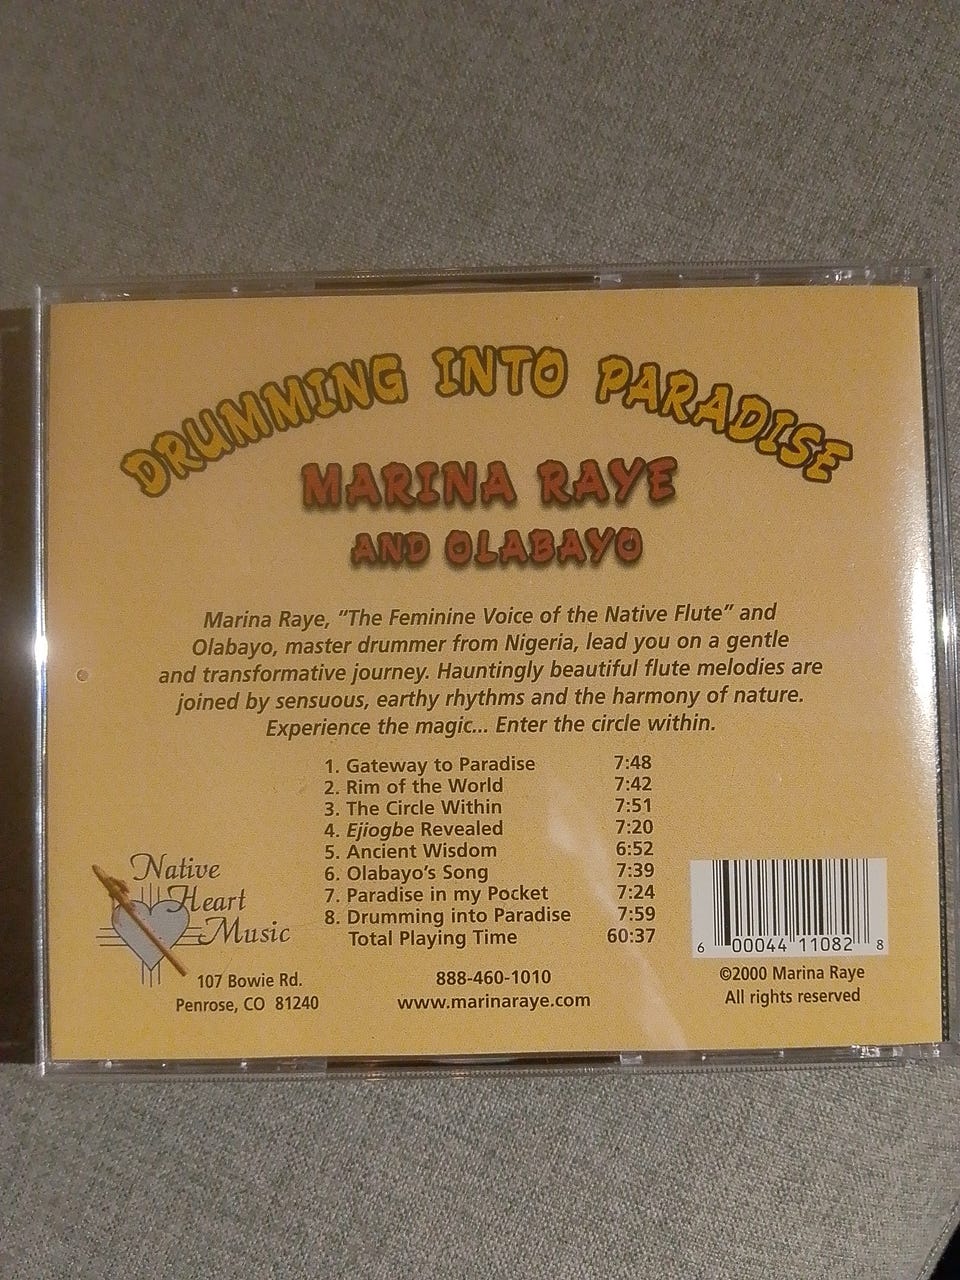 DRUMMING INTO PARADISE
MARINA RAYE
AND OLABAYO
Marina Raye, “The Feminine Voice of the Native Flute” and
Olabayo, master drummer from Nigeria, lead you on a gentle
and transformative journey. Hauntingly beautiful flute melodies are
joined by sensuous, earthy rhythms and the harmony of nature.
Experience the magic... Enter the circle within.
1. Gateway to Paradise 7:48
2. Rim of the World 7:42
3. The Circle Within 7:51
4. Ejiogbe Revealed 7:20
5. Ancient Wisdom 6:52
6. Olabayo’s Song 7:39
7. Paradise in my Pocket 7:24
8. Drumming into Paradise 7:59
Total Playing Time 60:37
Native
Heart
Music
107 Bowie Rd.
Penrose, CO 81240
888-460-1010
www.marinaraye.com
6 00044 11082 8
©2000 Marina Raye
All rights reserved